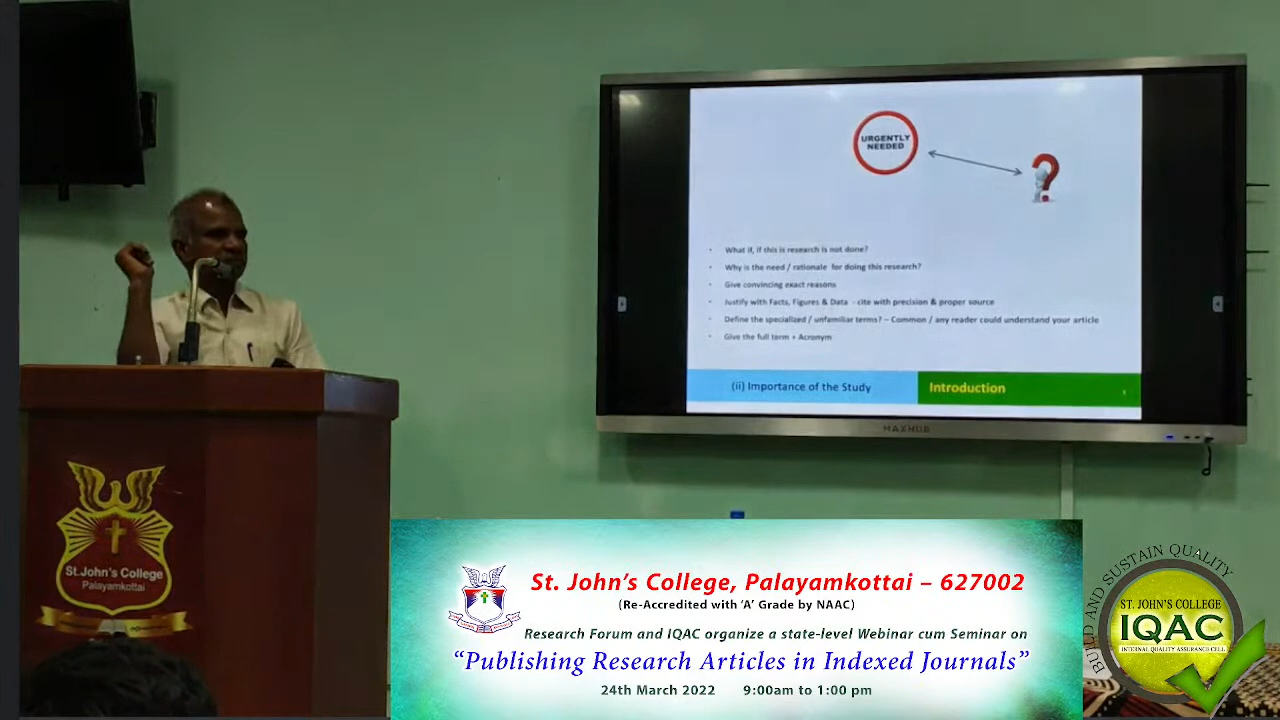 URGENTLY
NEEDED
What if, if this is research is not done?
Why is the need / rationale for doing this research?
Give convincing exact reasons
Justify with Facts, Figures & Data - cite with precision & proper source
Define the specialized / unfamiliar terms? – Common / any reader could understand your article
Give the full term + Acronym
(ii) Importance of the Study
Introduction
MAXHUB
St.John's College
Palayamkottai
St. John's College, Palayamkottai – 627002
(Re-Accredited with 'A' Grade by NAAC)
Research Forum and IQAC organize a state-level Webinar cum Seminar on
“Publishing Research Articles in Indexed Journals”
24th March 2022 9:00am to 1:00 pm
BUILD AND SUSTAIN QUALITY
ST. JOHN'S COLLEGE
IQAC
INTERNAL QUALITY ASSURANCE CELL